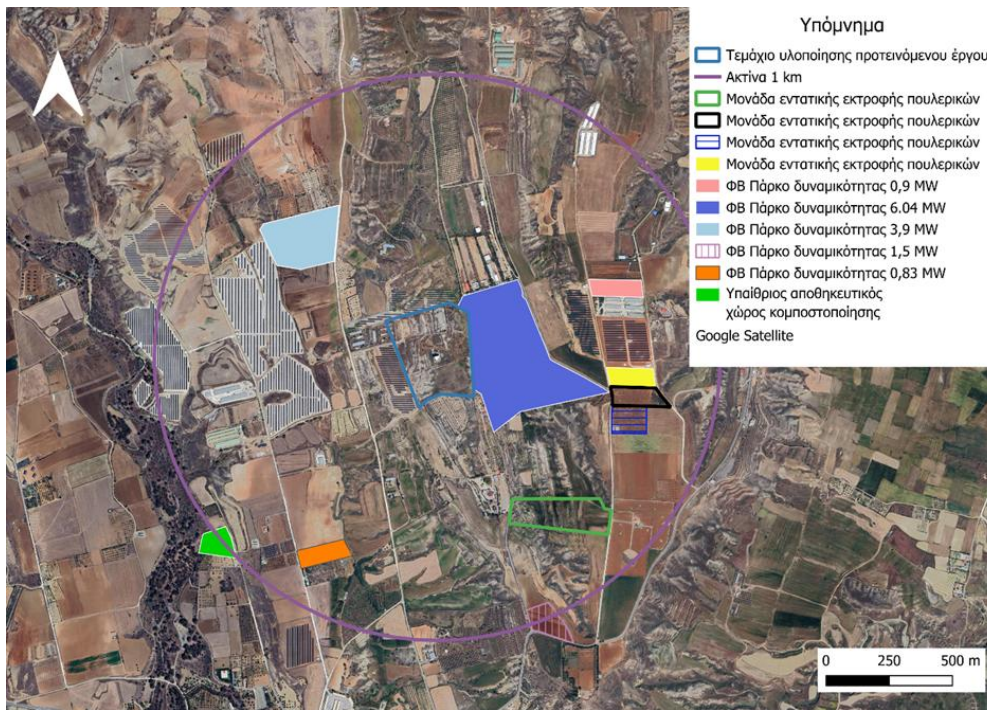 Υπόμνημα
Τεμάχιο υλοποίησης προτεινόμενου έργου
Ακτίνα 1 km
Μονάδα εντατικής εκτροφής πουλερικών
Μονάδα εντατικής εκτροφής πουλερικών
Μονάδα εντατικής εκτροφής πουλερικών
Μονάδα εντατικής εκτροφής πουλερικών
ΦΒ Πάρκο δυναμικότητας 0,9 MW
ΦΒ Πάρκο δυναμικότητας 6.04 MW
ΦΒ Πάρκο δυναμικότητας 3,9 MW
ΦΒ Πάρκο δυναμικότητας 1,5 MW
ΦΒ Πάρκο δυναμικότητας 0,83 MW
Υπαίθριος αποθηκευτικός
χώρος κομποστοποίησης
Google Satellite
0 250 500 m